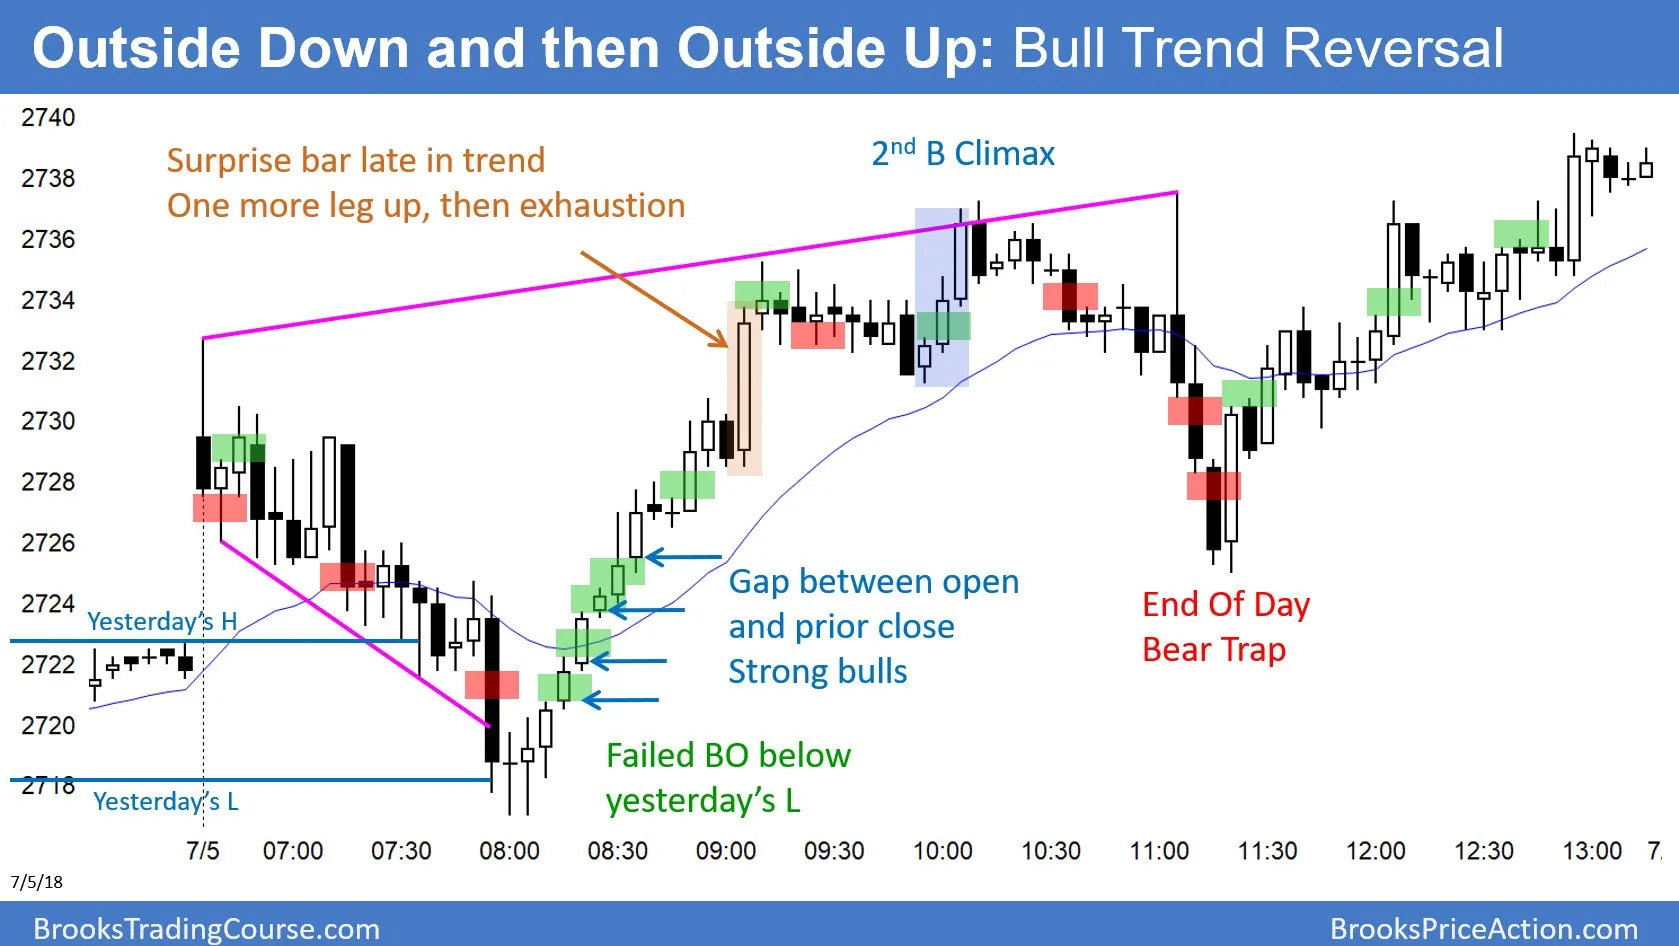 Outside Down and then Outside Up: Bull Trend Reversal
2740
2738
2736
2734
2732
2730
2728
2726
2724
2722
2720
2718
Surprise bar late in trend
One more leg up, then exhaustion
2nd B Climax
Yesterday's H
Yesterday's L
Gap between open
and prior close
Strong bulls
Failed BO below
yesterday's L
End Of Day
Bear Trap
7/5 07:00 07:30 08:00 08:30 09:00 09:30 10:00 10:30 11:00 11:30 12:00 12:30 13:00 7
7/5/18
BrooksTradingCourse.com
BrooksPriceAction.com